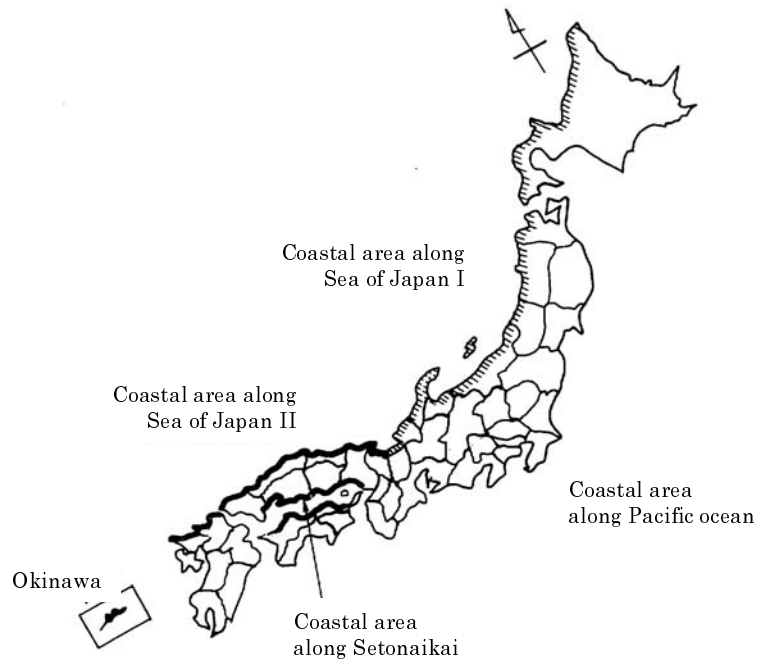 Coastal area along
Sea of Japan I
Coastal area along
Sea of Japan II
Coastal area
along Pacific ocean
Okinawa
Coastal area
along Setonaikai